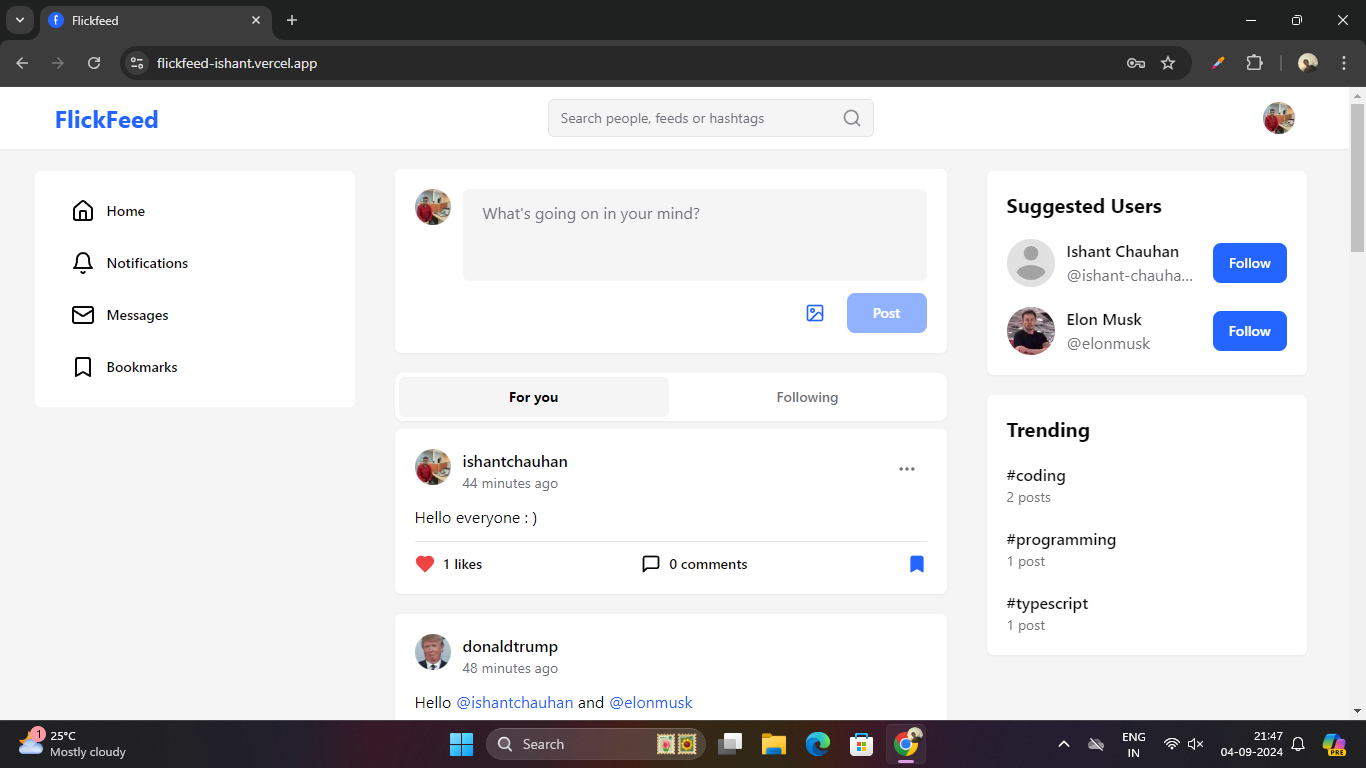 Flickfeed
flickfeed-ishant.vercel.app
FlickFeed
Search people, feeds or hashtags
Home
Notifications
Messages
Bookmarks
What's going on in your mind?
Post
For you
Following
ishantchauhan
44 minutes ago
Hello everyone : )
1 likes
0 comments
donaldtrump
48 minutes ago
Hello @ishantchauhan and @elonmusk
Suggested Users
Ishant Chauhan
@ishant-chauha...
Follow
Elon Musk
@elonmusk
Follow
Trending
#coding
2 posts
#programming
1 post
#typescript
1 post
1
25°C
Mostly cloudy
Search
PRE
ENG
IN
21:47
04-09-2024